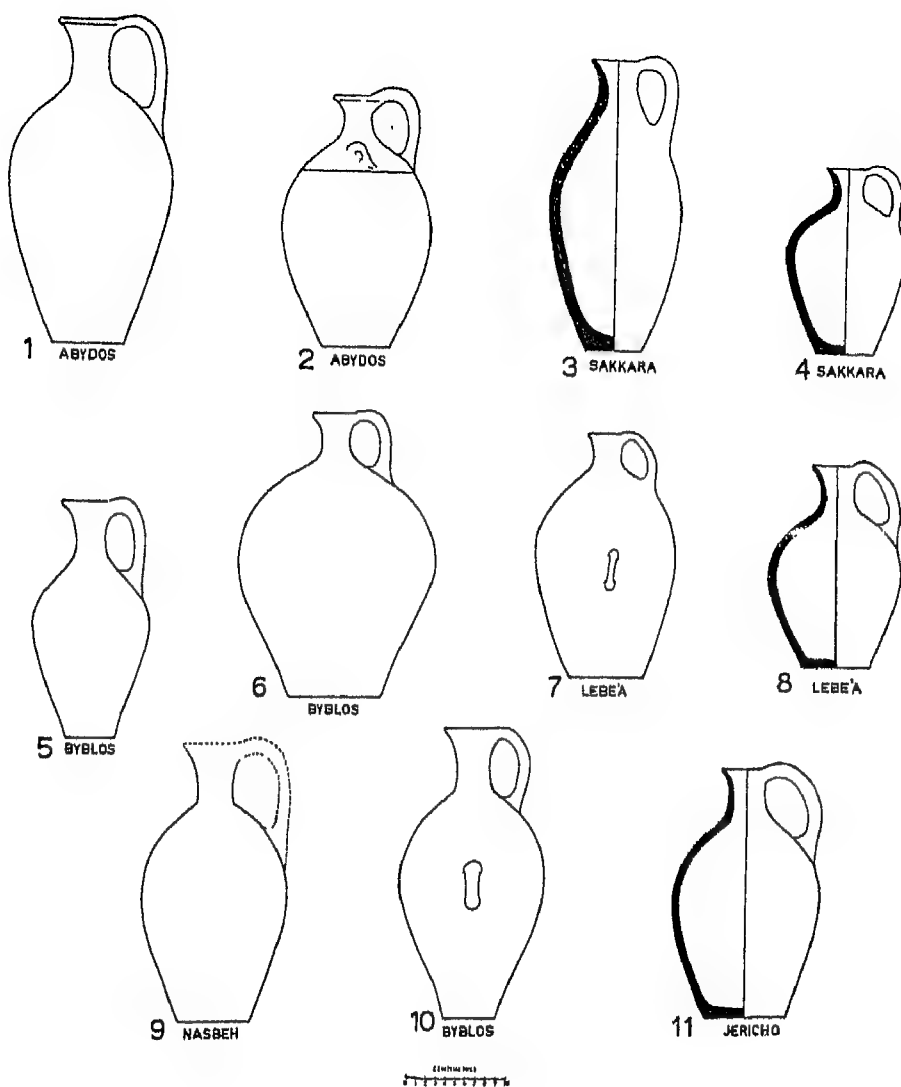 1 ABYDOS
2 ABYDOS
3 SAKKARA
4 SAKKARA
5 BYBLOS
6 BYBLOS
7 LEBE'A
8 LEBE'A
9 NASBEH
10 BYBLOS
11 JERICHO